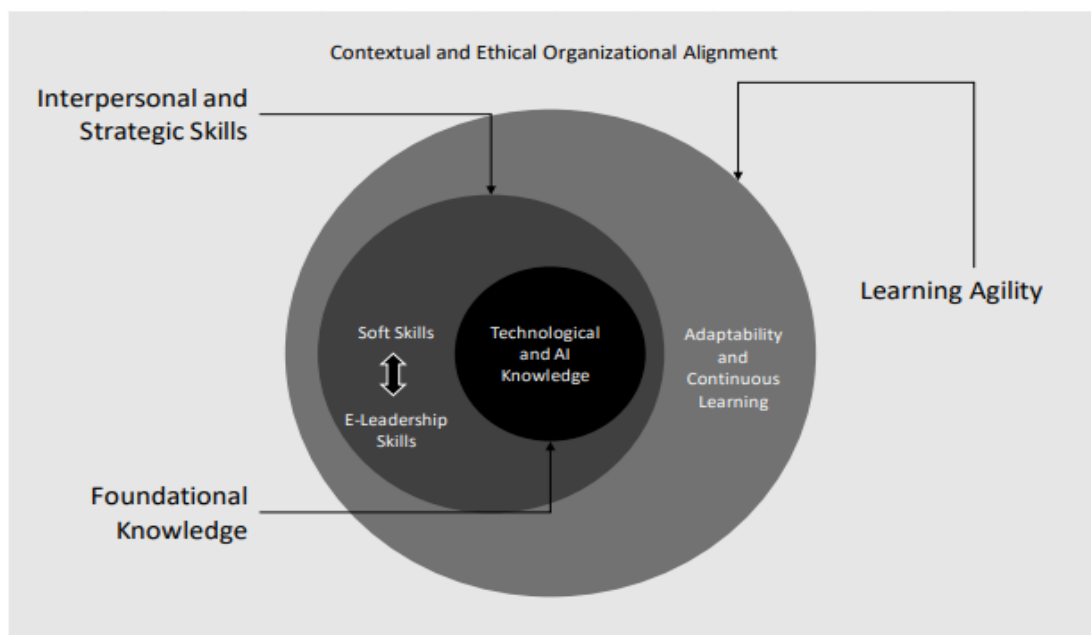 Contextual and Ethical Organizational Alignment
Interpersonal and
Strategic Skills
Learning Agility
Soft Skills
E-Leadership
Skills
Technological
and AI
Knowledge
Adaptability
and
Continuous
Learning
Foundational
Knowledge